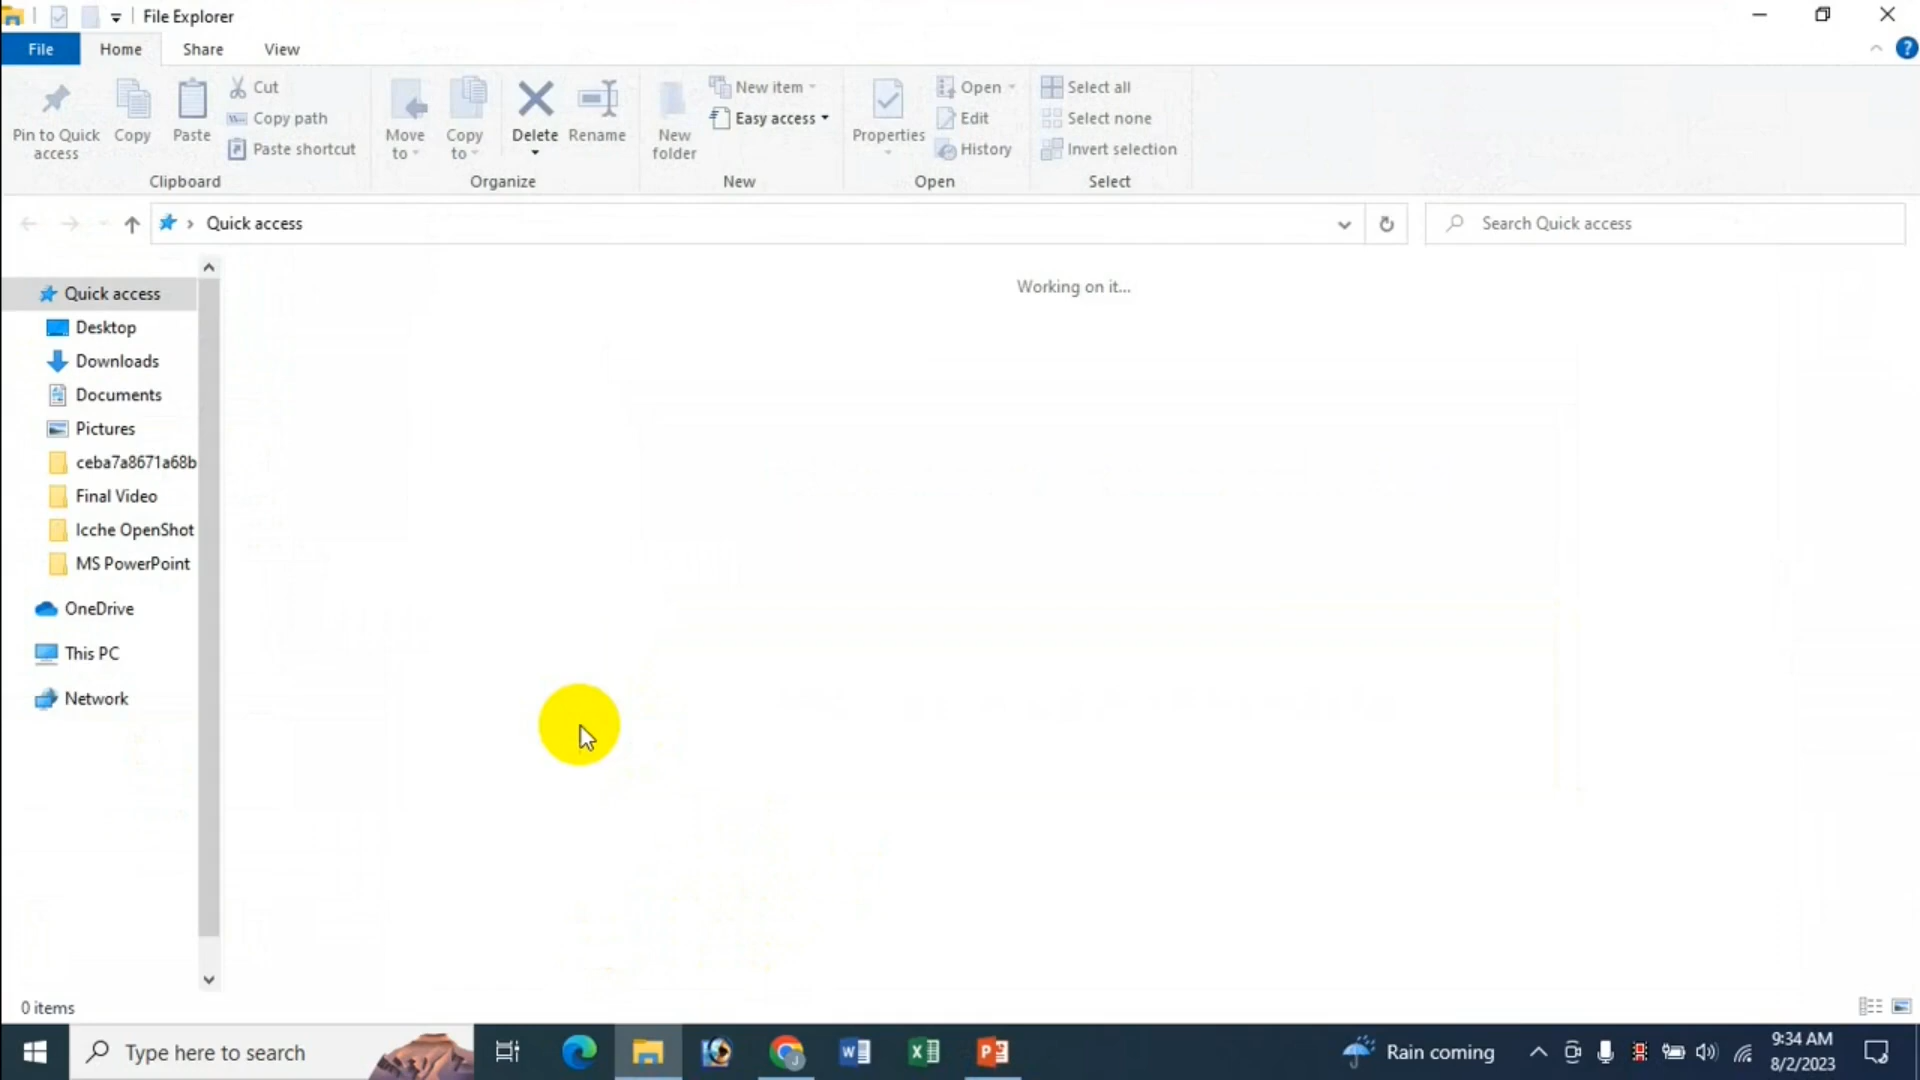 File Explorer
File Home Share View
Pin to Quick access
Copy
Paste
Cut
Copy path
Paste shortcut
Clipboard
Move to
Copy to
Delete
Rename
Organize
New folder
New item
Easy access
New
Properties
Open
Edit
History
Open
Select all
Select none
Invert selection
Select
Quick access
Search Quick access
Working on it...
Quick access
Desktop
Downloads
Documents
Pictures
ceba7a8671a68b
Final Video
Icche OpenShot
MS PowerPoint
OneDrive
This PC
Network
0 items
Type here to search
Rain coming
9:34 AM
8/2/2023